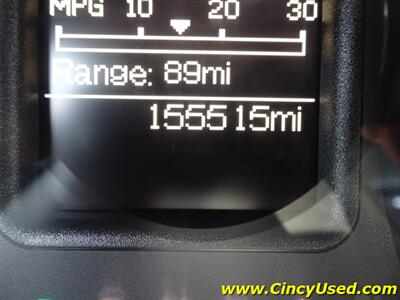 MPG 10 20 30
Range: 89mi
155515mi
www.CincyUsed.com